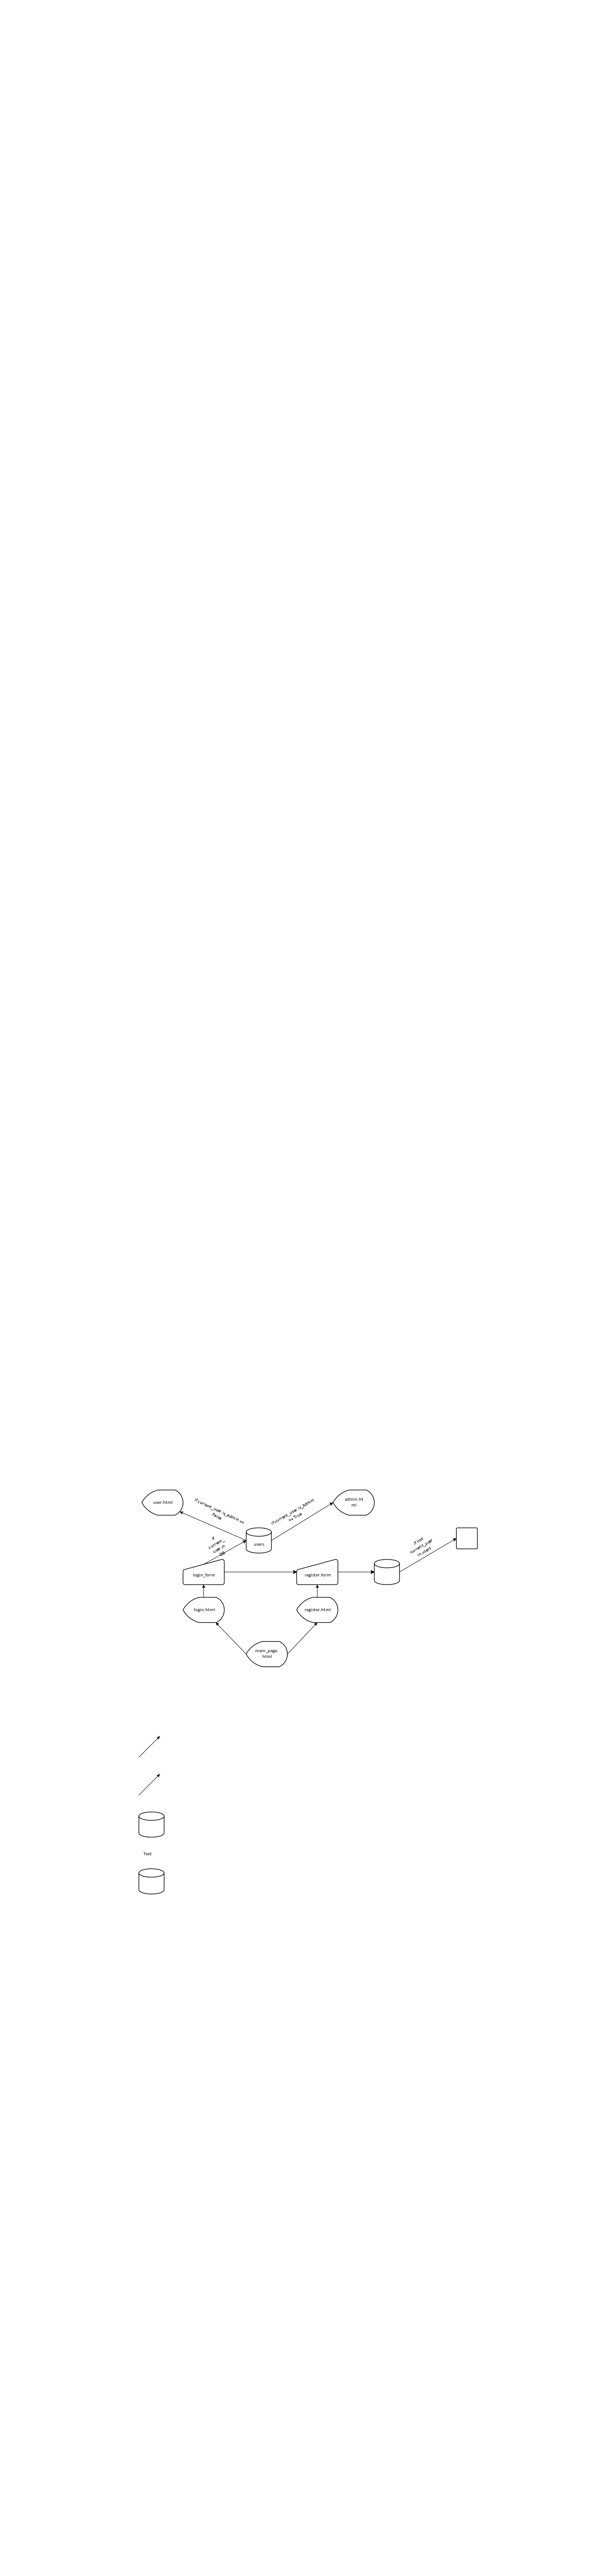 user.html
if current_user.is_admin ==
False
if current_user.is_Admin
== True
admin.ht
ml
users
if
current_
user in
if not
current_user
in users
login_form
register.form
login.html
register.html
main_page.
html
Text